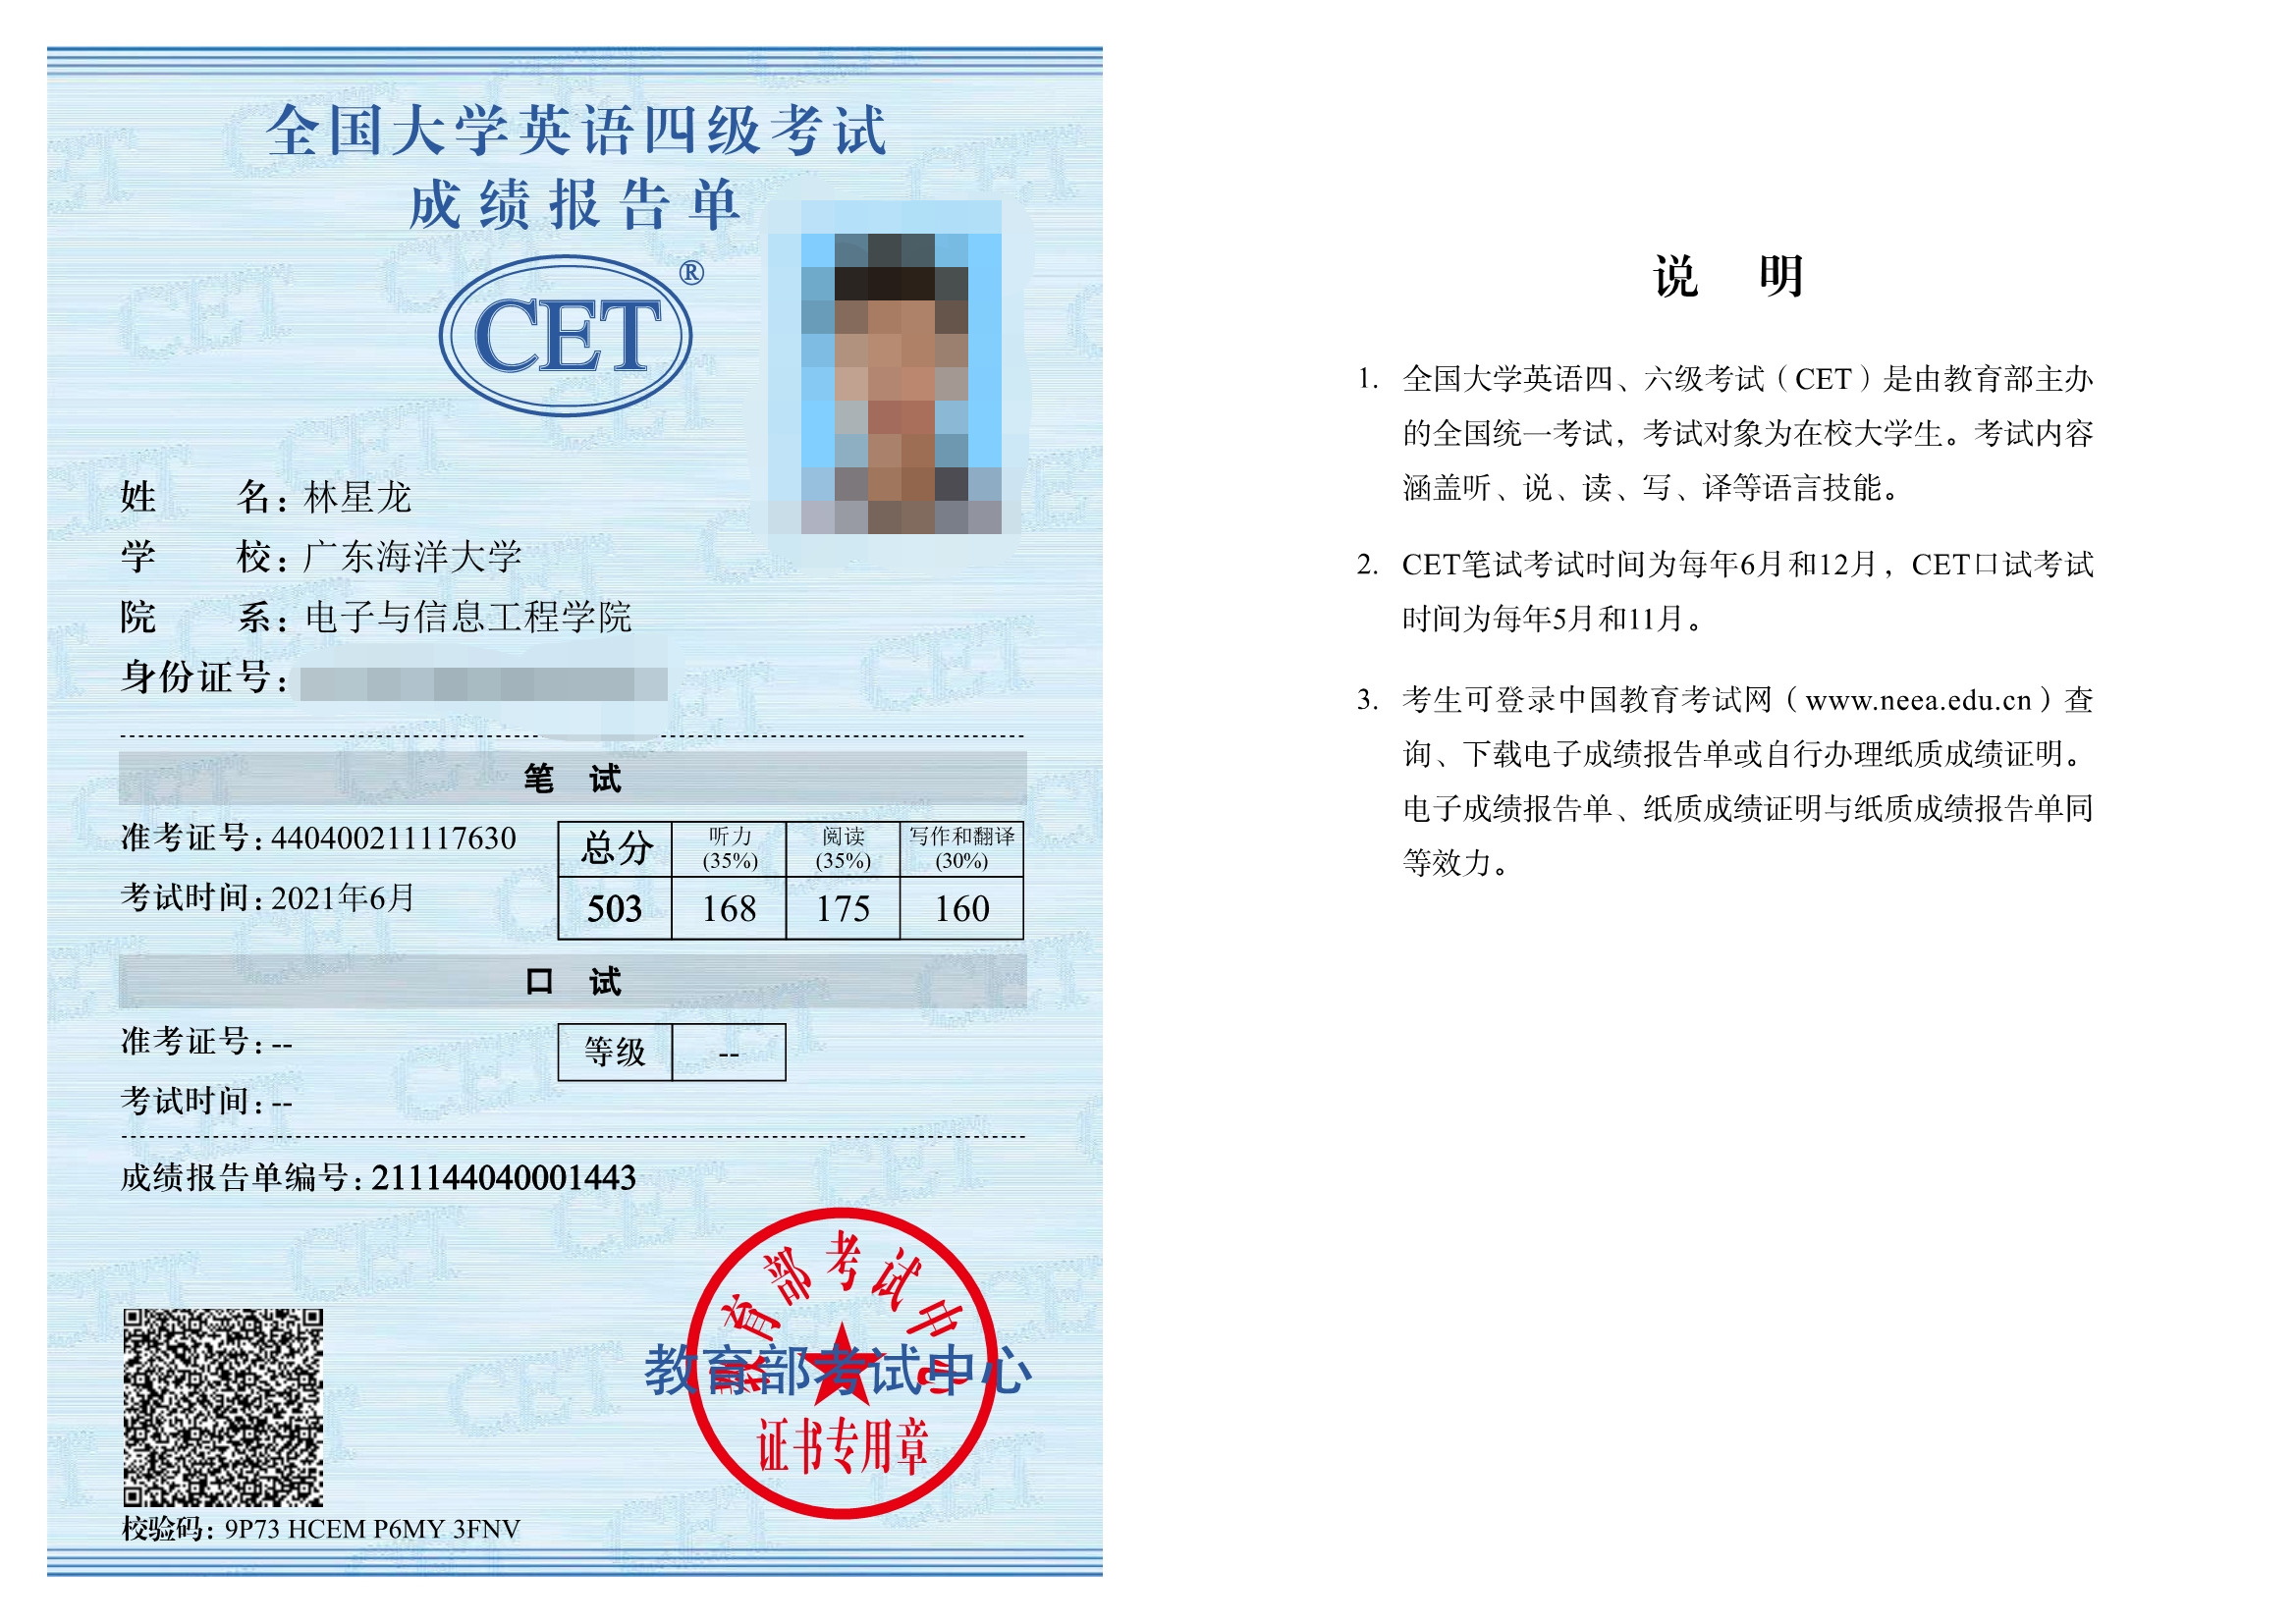 全国大学英语四级考试
成绩报告单
CET®
姓 名：林星龙
学 校：广东海洋大学
院 系：电子与信息工程学院
身份证号：
笔 试
准考证号：440400211117630
考试时间：2021年6月
总分 听力 阅读 写作和翻译
(35%) (35%) (30%)
503 168 175 160
口 试
准考证号：--
考试时间：--
等级 --
成绩报告单编号：211144040001443
教育部考试中心
教育部考试中心
证书专用章
校验码：9P73 HCEM P6MY 3FNV
说 明
1. 全国大学英语四、六级考试（CET）是由教育部主办
的全国统一考试，考试对象为在校大学生。考试内容
涵盖听、说、读、写、译等语言技能。
2. CET笔试考试时间为每年6月和12月，CET口试考试
时间为每年5月和11月。
3. 考生可登录中国教育考试网（www.neea.edu.cn）查
询、下载电子成绩报告单或自行办理纸质成绩证明。
电子成绩报告单、纸质成绩证明与纸质成绩报告单同
等效力。